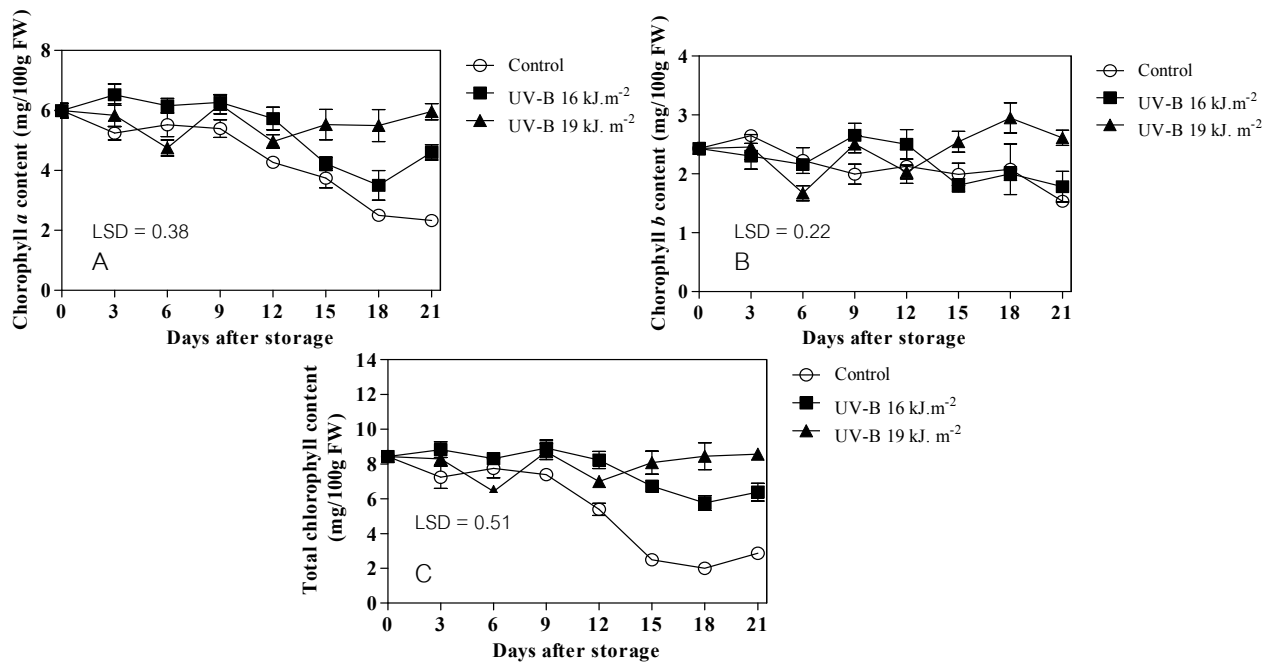 Chorophyll a content (mg/100g FW)
8
6
4
2
0
LSD = 0.38
A
0 3 6 9 12 15 18 21
Days after storage
Control
UV-B 16 kJ.m-2
UV-B 19 kJ. m-2
Chorophyll b content (mg/100g FW)
4
3
2
1
0
LSD = 0.22
B
0 3 6 9 12 15 18 21
Days after storage
Control
UV-B 16 kJ.m-2
UV-B 19 kJ. m-2
Total chlorophyll content
(mg/100g FW)
14
12
10
8
6
4
2
0
LSD = 0.51
C
0 3 6 9 12 15 18 21
Days after storage
Control
UV-B 16 kJ.m-2
UV-B 19 kJ. m-2